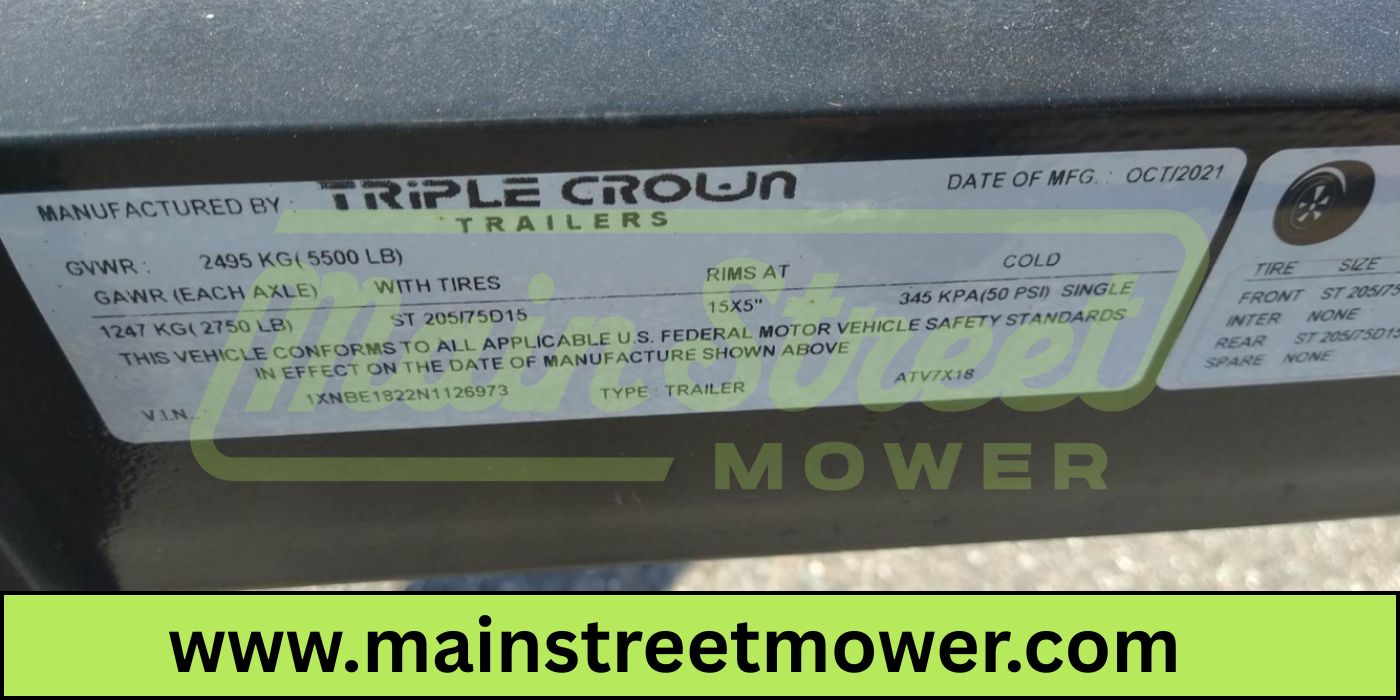 MANUFACTURED BY : TRiPLE CROWN
TRAILERS
DATE OF MFG. : OCT/2021
GVWR : 2495 KG( 5500 LB)
GAWR (EACH AXLE) WITH TIRES RIMS AT COLD
1247 KG( 2750 LB) ST 205/75D15 15X5" 345 KPA(50 PSI) SINGLE
THIS VEHICLE CONFORMS TO ALL APPLICABLE U.S. FEDERAL MOTOR VEHICLE SAFETY STANDARDS
IN EFFECT ON THE DATE OF MANUFACTURE SHOWN ABOVE
V.I.N. : 1XNBE1822N1126973 TYPE : TRAILER ATV7X18
TIRE SIZE
FRONT ST 205/75
INTER NONE
REAR ST 205/75D15
SPARE NONE
Main Street
MOWER
www.mainstreetmower.com